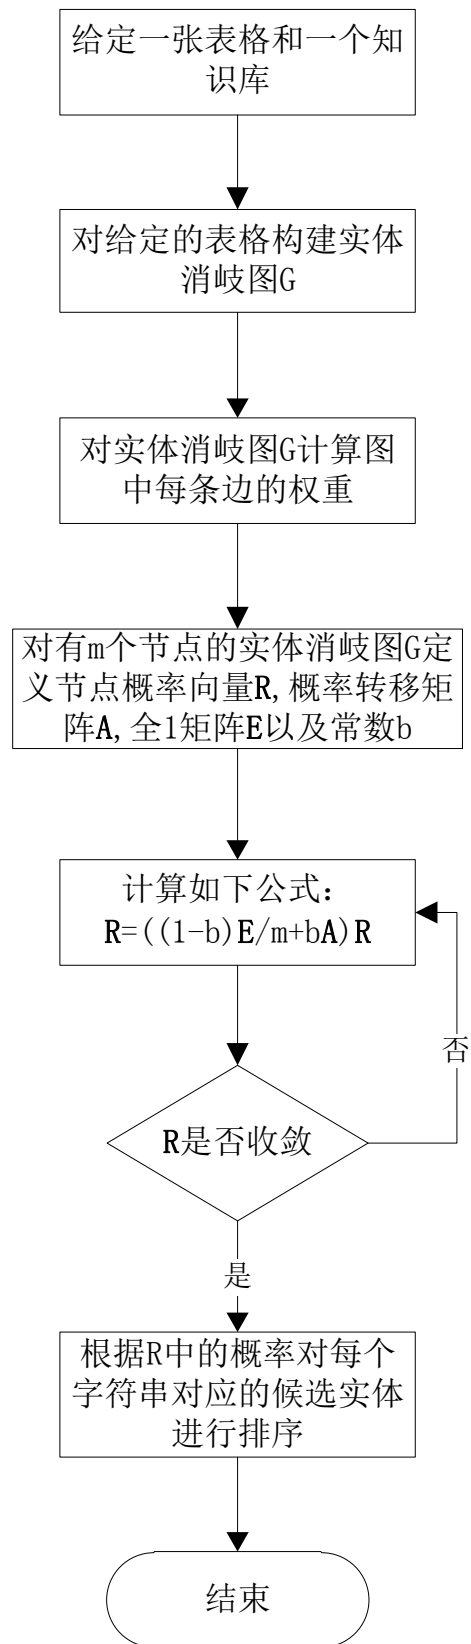 给定一张表格和一个知
识库
对给定的表格构建实体
消岐图G
对实体消岐图G计算图
中每条边的权重
对有m个节点的实体消岐图G定
义节点概率向量R,概率转移矩
阵A,全1矩阵E以及常数b
计算如下公式：
R=((1-b)E/m+bA)R
否
R是否收敛
是
根据R中的概率对每个
字符串对应的候选实体
进行排序
结束